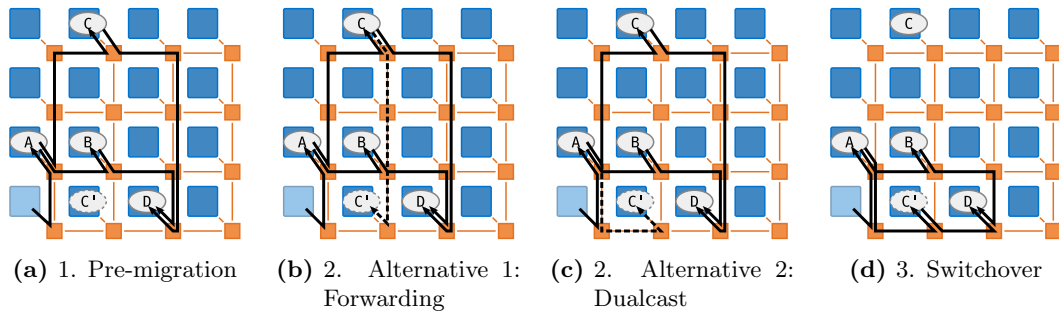 C
C
C
C
A
B
A
B
A
B
A
B
C'
D
C'
D
C'
D
C'
D
(a) 1. Pre-migration
(b) 2. Alternative 1:
Forwarding
(c) 2. Alternative 2:
Dualcast
(d) 3. Switchover